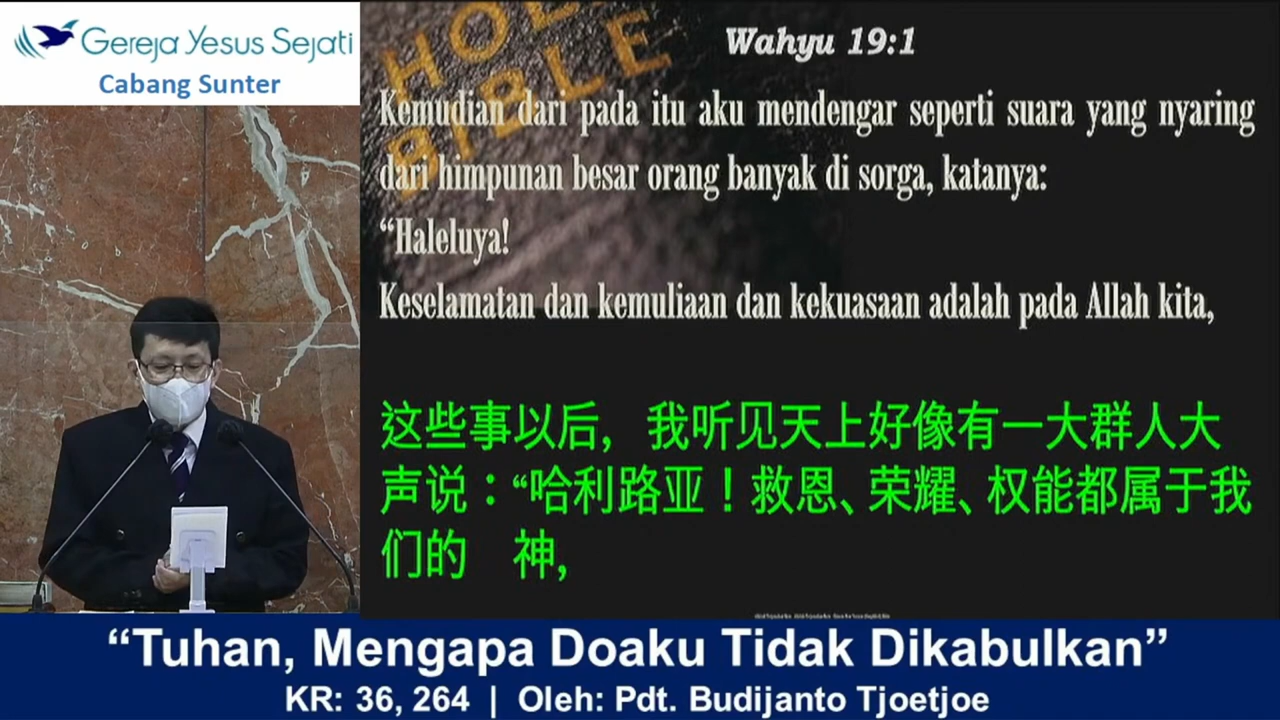 Gereja Yesus Sejati
Cabang Sunter
HOLY
BIBLE
Wahyu 19:1
Kemudian dari pada itu aku mendengar seperti suara yang nyaring
dari himpunan besar orang banyak di sorga, katanya:
“Haleluya!
Keselamatan dan kemuliaan dan kekuasaan adalah pada Allah kita,
这些事以后，我听见天上好像有一大群人大
声说：“哈利路亚！救恩、荣耀、权能都属于我
们的　神，
“Tuhan, Mengapa Doaku Tidak Dikabulkan”
KR: 36, 264 | Oleh: Pdt. Budijanto Tjoetjoe